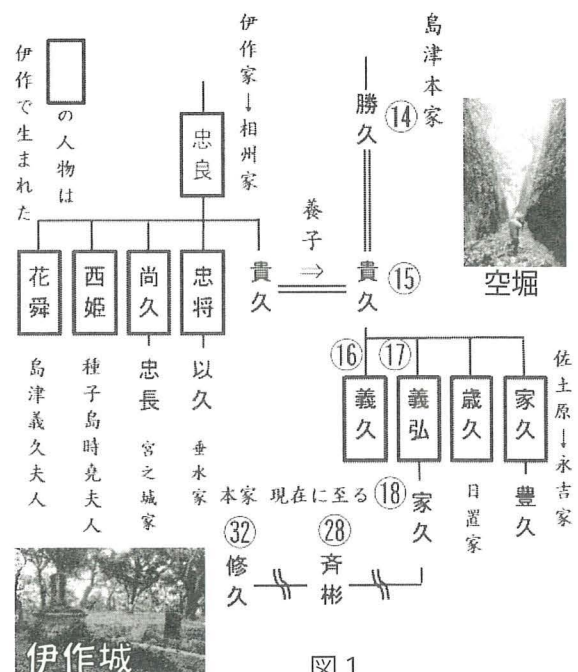 島津本家
⑭
勝久
空堀
伊作家→相州家
忠良
□の人物は
伊作で生まれた
養子
⇒
貴久
⑮
貴久
忠将
尚久
西姫
花舜
以久
垂水家
忠長
宮之城家
種子島時堯夫人
島津義久夫人
佐土原→永吉家
家久
豊久
歳久
日置家
⑰
義弘
⑯
義久
⑱
家久
本家 現在に至る
㉘
斉彬
㉜
修久
伊作城
図1